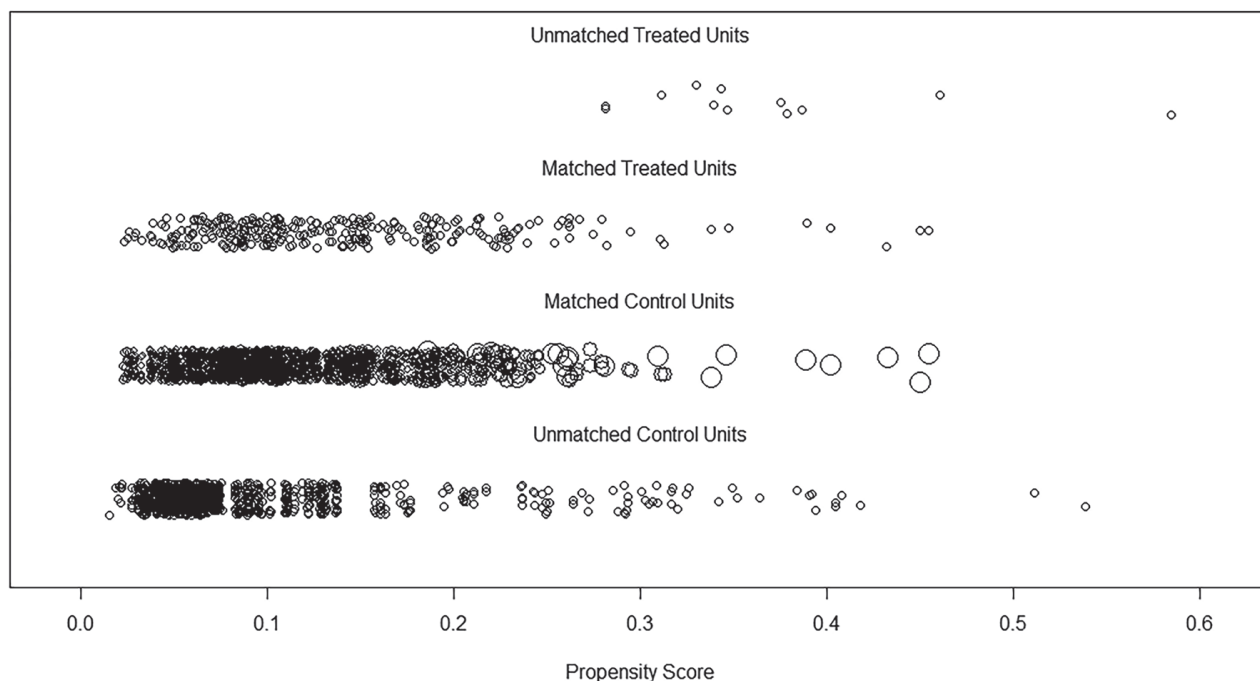 Unmatched Treated Units
Matched Treated Units
Matched Control Units
Unmatched Control Units
0.0 0.1 0.2 0.3 0.4 0.5 0.6
Propensity Score